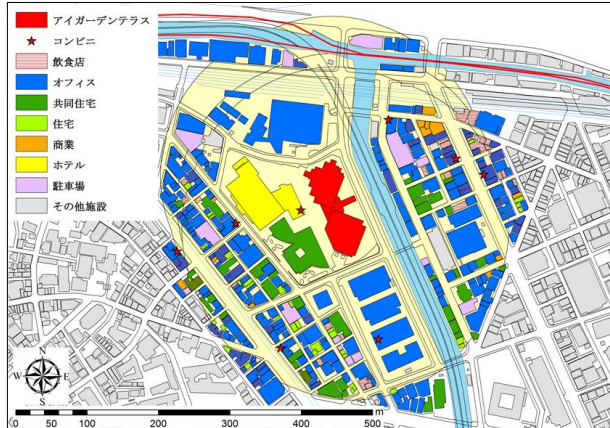 アイガーデンテラス
コンビニ
飲食店
オフィス
共同住宅
住宅
商業
ホテル
駐車場
その他施設
N
W E
S
m
0 50 100 200 300 400 500